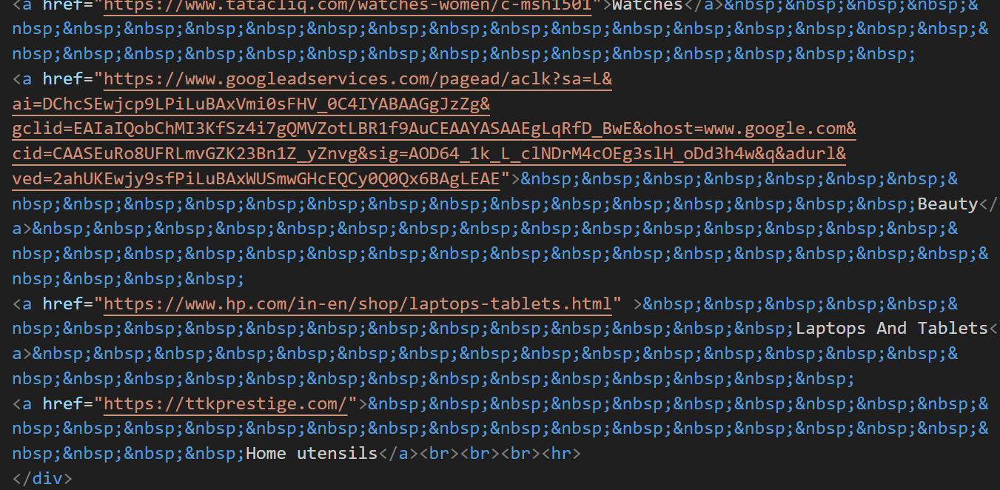 <a href="https://www.tatacliq.com/watches-women/c-msh1501">Watches</a>&nbsp;&nbsp;&nbsp;&nbsp;&
nbsp;&nbsp;&nbsp;&nbsp;&nbsp;&nbsp;&nbsp;&nbsp;&nbsp;&nbsp;&nbsp;&nbsp;&nbsp;&nbsp;&nbsp;&nbsp;&
nbsp;&nbsp;&nbsp;&nbsp;&nbsp;&nbsp;&nbsp;&nbsp;&nbsp;&nbsp;&nbsp;&nbsp;&nbsp;&nbsp;&nbsp;
<a href="https://www.googleadservices.com/pagead/aclk?sa=L&
ai=DChcSEwjcp9LPiLuBAxVmi0sFHV_0C4IYABAAGgJzZg&
gclid=EAIaIQobChMI3KfSz4i7gQMVZotLBR1f9AuCEAAYASAAEgLqRfD_BwE&ohost=www.google.com&
cid=CAASEuRo8UFRLmvGZK23Bn1Z_yZnvg&sig=AOD64_1k_L_clNDrM4cOEg3slH_oDd3h4w&q&adurl&
ved=2ahUKEwjy9sfPiLuBAxWUSmwGHcEQCy0Q0Qx6BAgLEAE">&nbsp;&nbsp;&nbsp;&nbsp;&nbsp;&nbsp;&nbsp;&
nbsp;&nbsp;&nbsp;&nbsp;&nbsp;&nbsp;&nbsp;&nbsp;&nbsp;&nbsp;&nbsp;&nbsp;&nbsp;&nbsp;&nbsp;Beauty</
a>&nbsp;&nbsp;&nbsp;&nbsp;&nbsp;&nbsp;&nbsp;&nbsp;&nbsp;&nbsp;&nbsp;&nbsp;&nbsp;&nbsp;&nbsp;&
nbsp;&nbsp;&nbsp;&nbsp;&nbsp;&nbsp;&nbsp;&nbsp;&nbsp;&nbsp;&nbsp;&nbsp;&nbsp;&nbsp;&nbsp;&nbsp;&
nbsp;&nbsp;&nbsp;&nbsp;
<a href="https://www.hp.com/in-en/shop/laptops-tablets.html" >&nbsp;&nbsp;&nbsp;&nbsp;&nbsp;&
nbsp;&nbsp;&nbsp;&nbsp;&nbsp;&nbsp;&nbsp;&nbsp;&nbsp;&nbsp;&nbsp;&nbsp;&nbsp;Laptops And Tablets<
a>&nbsp;&nbsp;&nbsp;&nbsp;&nbsp;&nbsp;&nbsp;&nbsp;&nbsp;&nbsp;&nbsp;&nbsp;&nbsp;&nbsp;&nbsp;&
nbsp;&nbsp;&nbsp;&nbsp;&nbsp;&nbsp;&nbsp;&nbsp;&nbsp;&nbsp;&nbsp;&nbsp;&nbsp;&nbsp;
<a href="https://ttkprestige.com/">&nbsp;&nbsp;&nbsp;&nbsp;&nbsp;&nbsp;&nbsp;&nbsp;&nbsp;&nbsp;&
nbsp;&nbsp;&nbsp;&nbsp;&nbsp;&nbsp;&nbsp;&nbsp;&nbsp;&nbsp;&nbsp;&nbsp;&nbsp;&nbsp;&nbsp;&nbsp;&
nbsp;&nbsp;&nbsp;&nbsp;Home utensils</a><br><br><br><hr>
</div>